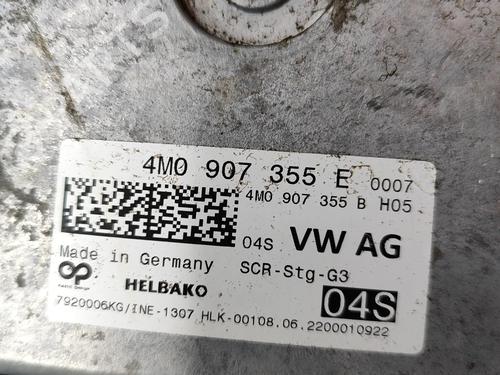 4M0 907 355 E 0007
4M0 907 355 B H05
04S VW AG
Made in Germany SCR-Stg-G3
HELBAKO 04S
7920006KG/INE-1307 HLK-00108.06.2200010922